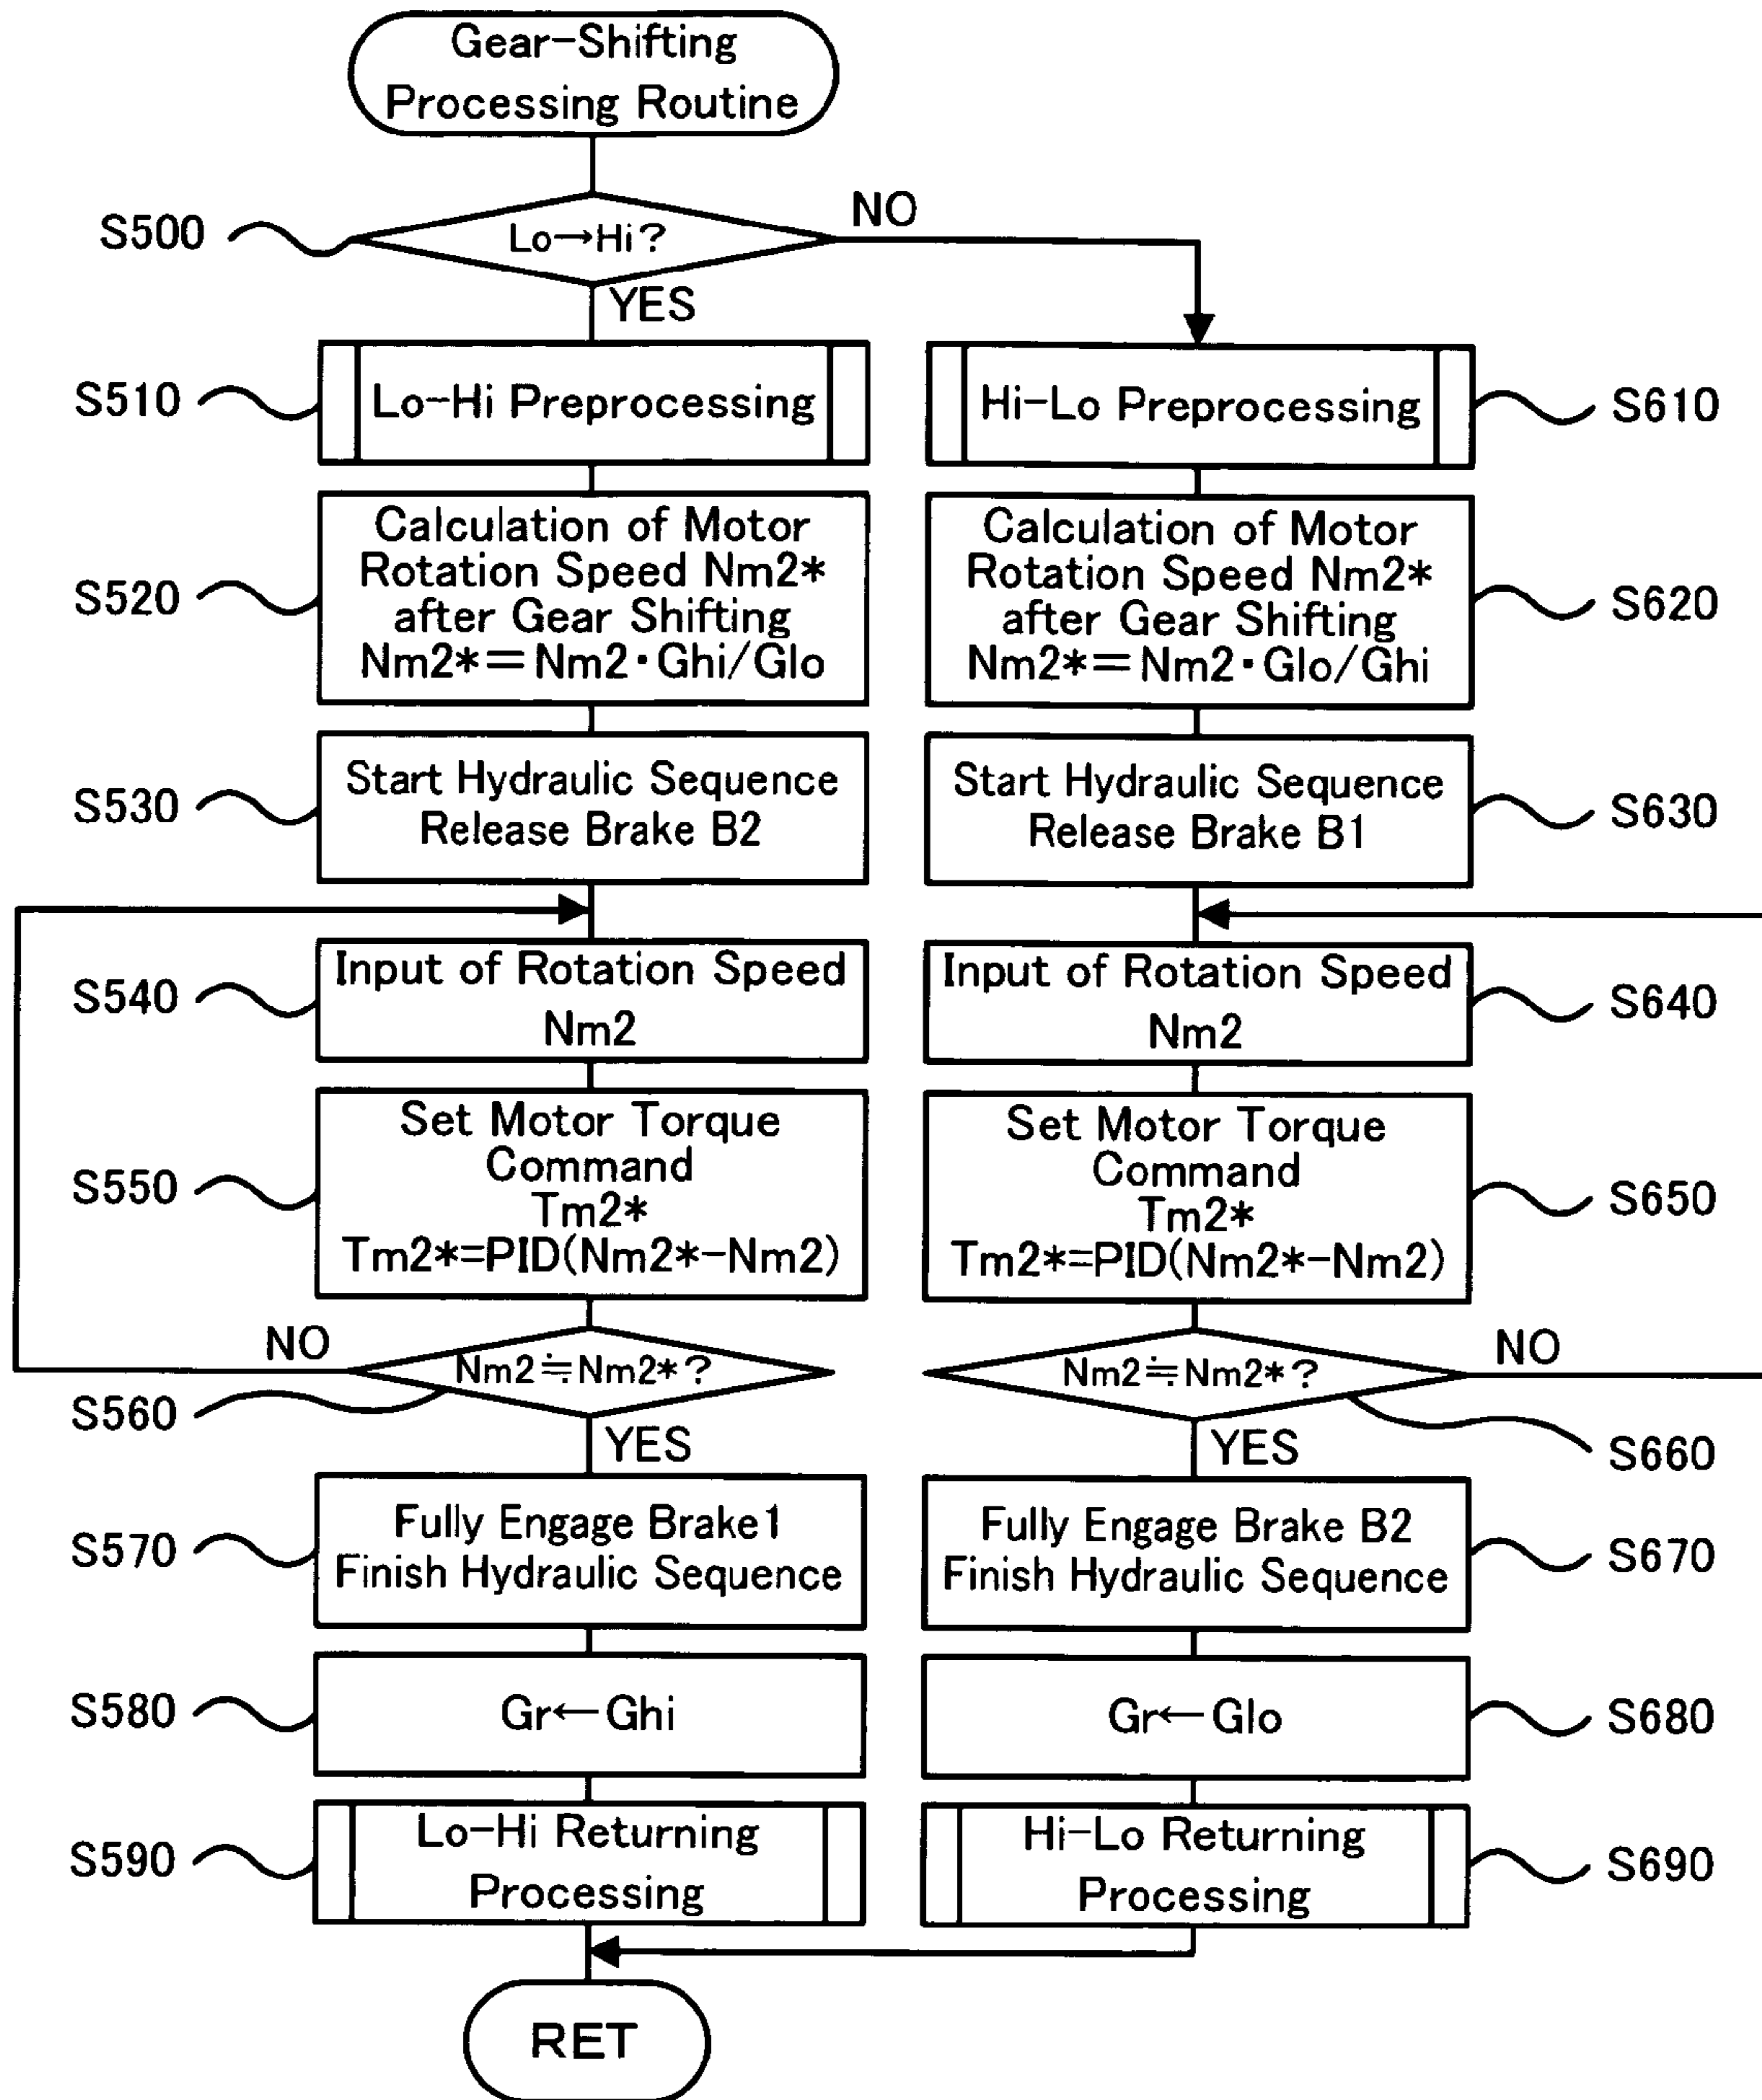 Gear-Shifting
Processing Routine
S500
Lo→Hi?
NO
YES
S510
Lo-Hi Preprocessing
S520
Calculation of Motor
Rotation Speed Nm2*
after Gear Shifting
Nm2*=Nm2・Ghi/Glo
S530
Start Hydraulic Sequence
Release Brake B2
S540
Input of Rotation Speed
Nm2
S550
Set Motor Torque
Command
Tm2*
Tm2*=PID(Nm2*-Nm2)
NO
Nm2≒Nm2*?
S560
YES
S570
Fully Engage Brake1
Finish Hydraulic Sequence
S580
Gr←Ghi
S590
Lo-Hi Returning
Processing
Hi-Lo Preprocessing
S610
Calculation of Motor
Rotation Speed Nm2*
after Gear Shifting
Nm2*=Nm2・Glo/Ghi
S620
Start Hydraulic Sequence
Release Brake B1
S630
Input of Rotation Speed
Nm2
S640
Set Motor Torque
Command
Tm2*
Tm2*=PID(Nm2*-Nm2)
S650
Nm2≒Nm2*?
NO
S660
YES
Fully Engage Brake B2
Finish Hydraulic Sequence
S670
Gr←Glo
S680
Hi-Lo Returning
Processing
S690
RET